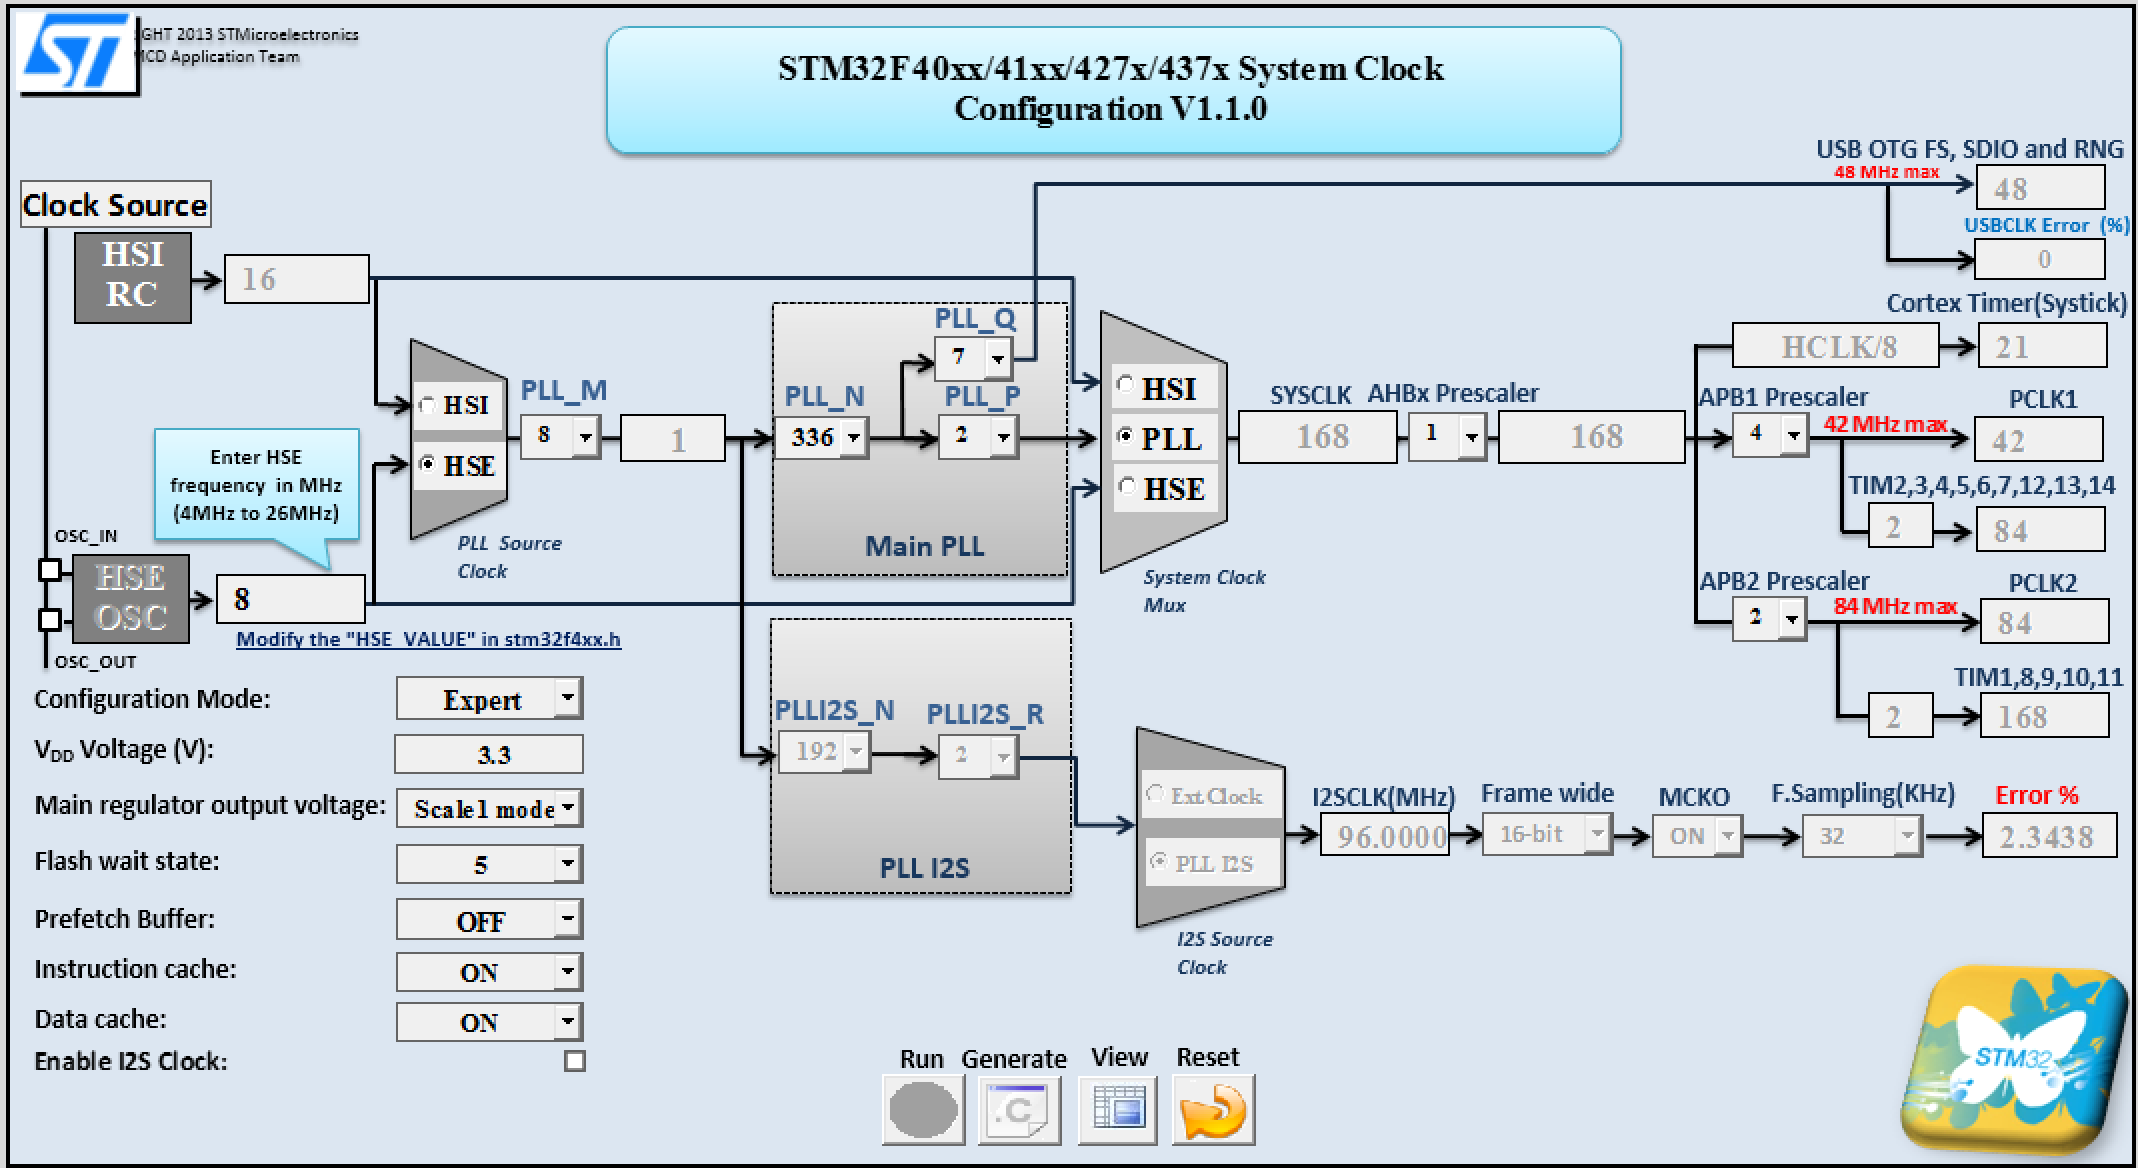 ST
GHT 2013 STMicroelectronics
MCD Application Team
STM32F40xx/41xx/427x/437x System Clock
Configuration V1.1.0
USB OTG FS, SDIO and RNG
48 MHz max
48
USBCLK Error (%)
0
Clock Source
HSI
RC
16
Cortex Timer(Systick)
HCLK/8
21
PLL_Q
7
PLL_M
8
1
PLL_N
336
PLL_P
2
Main PLL
HSI
HSE
PLL Source
Clock
HSI
PLL
HSE
System Clock
Mux
SYSCLK
168
AHBx Prescaler
1
168
APB1 Prescaler
4
42 MHz max
PCLK1
42
TIM2,3,4,5,6,7,12,13,14
2
84
APB2 Prescaler
2
84 MHz max
PCLK2
84
TIM1,8,9,10,11
2
168
Enter HSE
frequency in MHz
(4MHz to 26MHz)
OSC_IN
HSE
OSC
8
OSC_OUT
Modify the "HSE_VALUE" in stm32f4xx.h
Configuration Mode:
Expert
VDD Voltage (V):
3.3
Main regulator output voltage:
Scale1 mode
Flash wait state:
5
Prefetch Buffer:
OFF
Instruction cache:
ON
Data cache:
ON
Enable I2S Clock:
PLLI2S_N
192
PLLI2S_R
2
PLL I2S
Ext.Clock
PLL I2S
I2S Source
Clock
I2SCLK(MHz)
96.0000
Frame wide
16-bit
MCKO
ON
F.Sampling(KHz)
32
Error %
2.3438
Run
Generate
View
Reset
.C
STM32